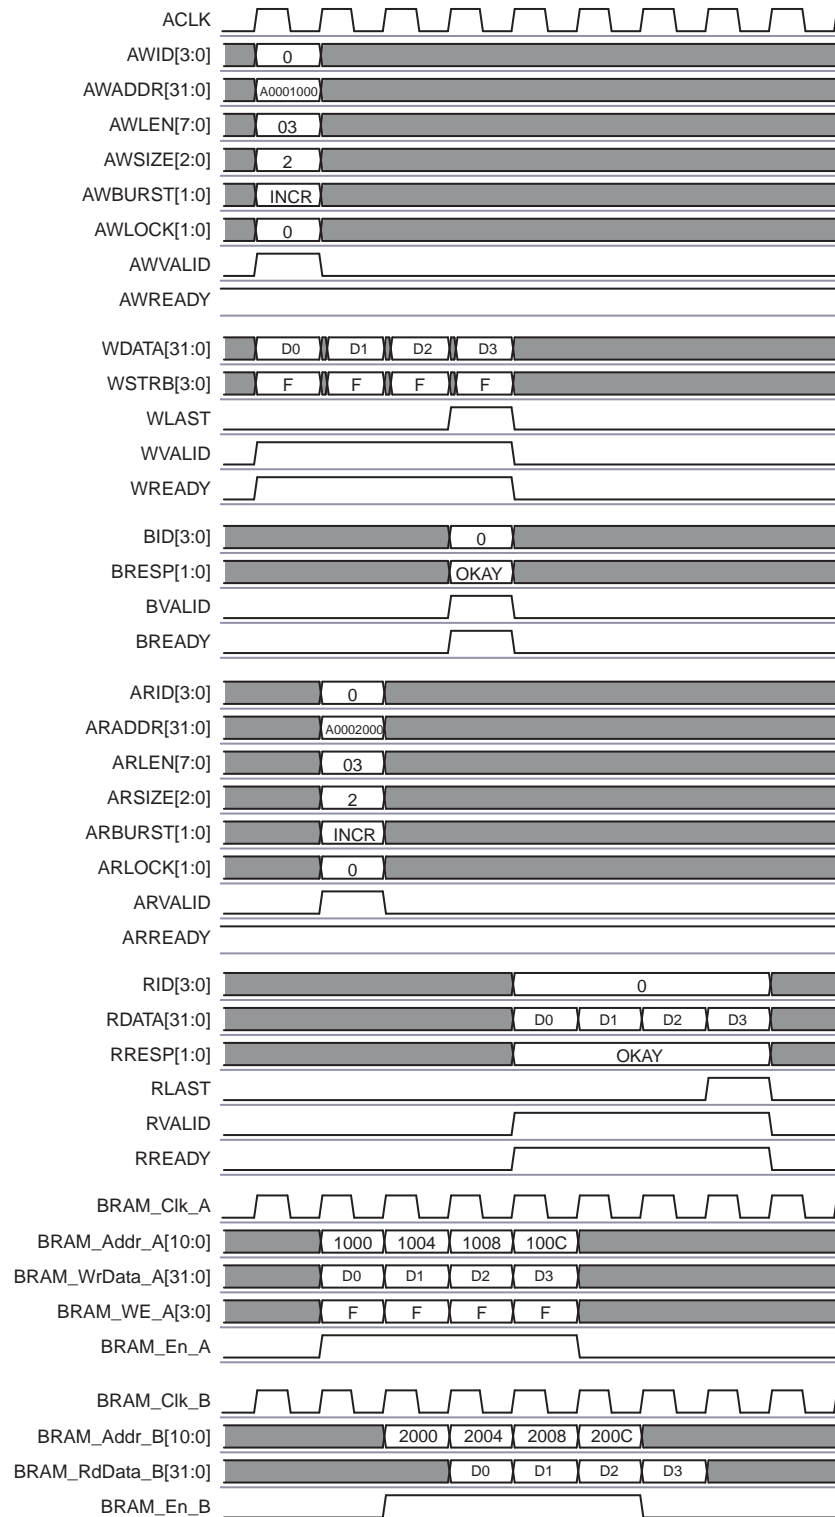 ACLK
AWID[3:0] 0
AWADDR[31:0] A0001000
AWLEN[7:0] 03
AWSIZE[2:0] 2
AWBURST[1:0] INCR
AWLOCK[1:0] 0
AWVALID
AWREADY
WDATA[31:0] D0 D1 D2 D3
WSTRB[3:0] F F F F
WLAST
WVALID
WREADY
BID[3:0] 0
BRESP[1:0] OKAY
BVALID
BREADY
ARID[3:0] 0
ARADDR[31:0] A0002000
ARLEN[7:0] 03
ARSIZE[2:0] 2
ARBURST[1:0] INCR
ARLOCK[1:0] 0
ARVALID
ARREADY
RID[3:0] 0
RDATA[31:0] D0 D1 D2 D3
RRESP[1:0] OKAY
RLAST
RVALID
RREADY
BRAM_Clk_A
BRAM_Addr_A[10:0] 1000 1004 1008 100C
BRAM_WrData_A[31:0] D0 D1 D2 D3
BRAM_WE_A[3:0] F F F F
BRAM_En_A
BRAM_Clk_B
BRAM_Addr_B[10:0] 2000 2004 2008 200C
BRAM_RdData_B[31:0] D0 D1 D2 D3
BRAM_En_B